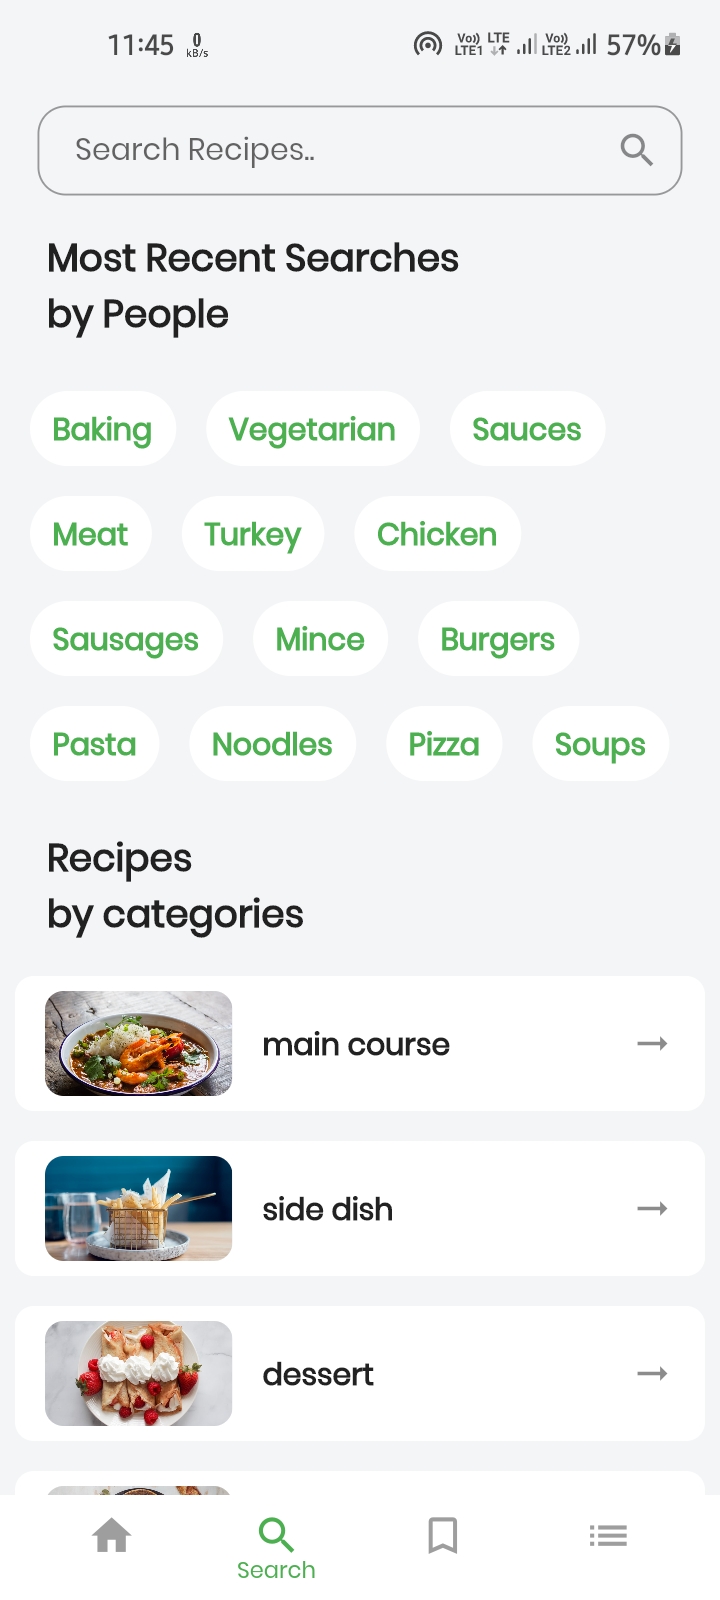 11:45 0 kB/s Vo)) LTE1 LTE Vo)) LTE2 57%
Search Recipes..
Most Recent Searches
by People
Baking Vegetarian Sauces
Meat Turkey Chicken
Sausages Mince Burgers
Pasta Noodles Pizza Soups
Recipes
by categories
main course
side dish
dessert
Search